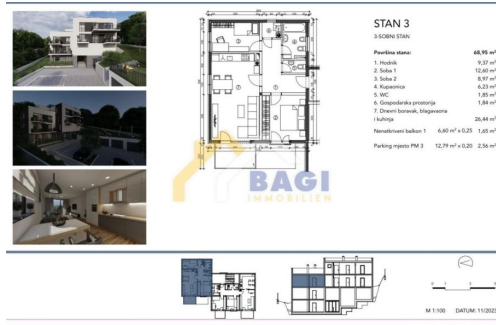 STAN 3
3-SOBNI STAN
Površina stana: 68,95 m²
1. Hodnik 9,37 m²
2. Soba 1 12,60 m²
3. Soba 2 8,97 m²
4. Kupaonica 6,23 m²
5. WC 1,85 m²
6. Gospodarska prostorija 1,84 m²
7. Dnevni boravak, blagavaona
i kuhinja 26,44 m²
Nenatkriveni balkon 1 6,60 m² x 0,25 1,65 m²
Parking mjesto PM 3 12,79 m² x 0,20 2,56 m²
BAGI
IMMOBILIEN
M 1:100 DATUM: 11/2023